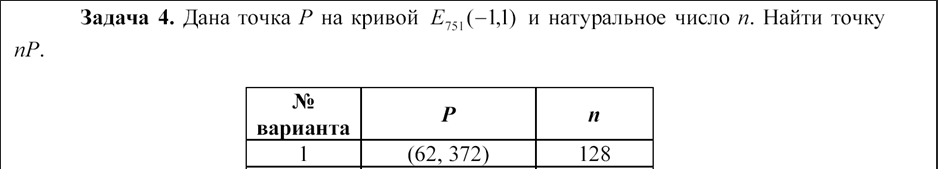 Задача 4. Дана точка P на кривой E₇₅₁(−1,1) и натуральное число n. Найти точку
nP.
№ варианта P n
1 (62, 372) 128